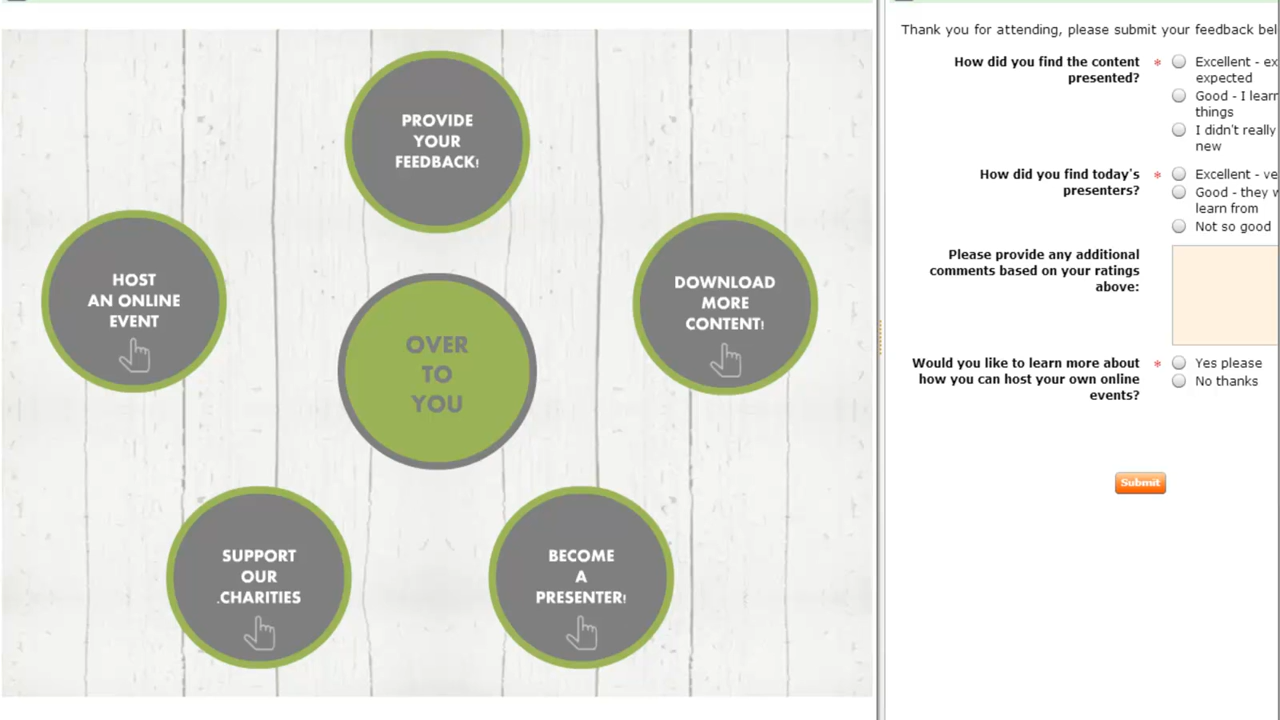 PROVIDE
YOUR
FEEDBACK!
HOST
AN ONLINE
EVENT
DOWNLOAD
MORE
CONTENT!
OVER
TO
YOU
SUPPORT
OUR
.CHARITIES
BECOME
A
PRESENTER!
Thank you for attending, please submit your feedback bel
How did you find the content
presented?
*
Excellent - ex
expected
Good - I learn
things
I didn't really
new
How did you find today's
presenters?
*
Excellent - ve
Good - they w
learn from
Not so good
Please provide any additional
comments based on your ratings
above:
Would you like to learn more about
how you can host your own online
events?
*
Yes please
No thanks
Submit